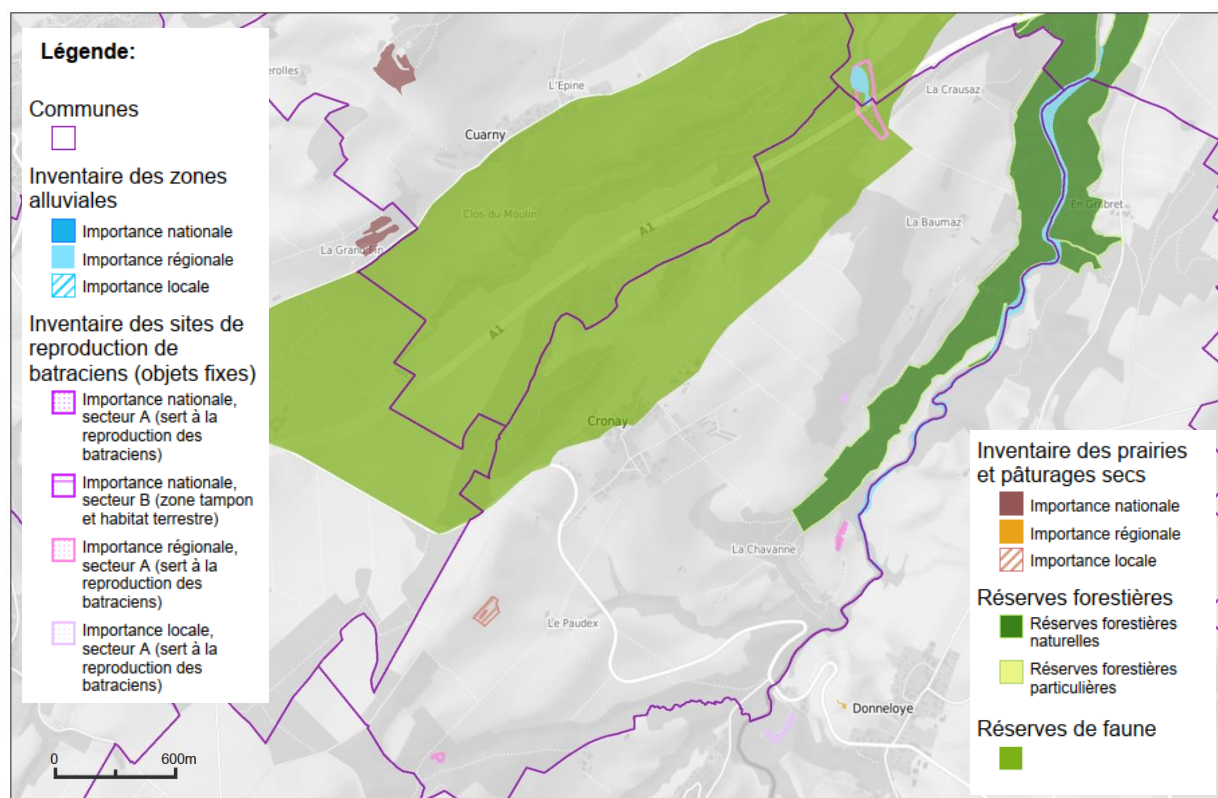 Légende:
Communes
Inventaire des zones
alluviales
Importance nationale
Importance régionale
Importance locale
Inventaire des sites de
reproduction de
batraciens (objets fixes)
Importance nationale,
secteur A (sert à la
reproduction des
batraciens)
Importance nationale,
secteur B (zone tampon
et habitat terrestre)
Importance régionale,
secteur A (sert à la
reproduction des
batraciens)
Importance locale,
secteur A (sert à la
reproduction des
batraciens)
0 600m
erolles
L'Epine
Cuarny
La Crausaz
Clos-du-Moulin
La Grand Fin
A1
A1
La Baumaz
En Gribret
Cronay
La Chavanne
Le Paudex
Donneloye
Inventaire des prairies
et pâturages secs
Importance nationale
Importance régionale
Importance locale
Réserves forestières
Réserves forestières
naturelles
Réserves forestières
particulières
Réserves de faune